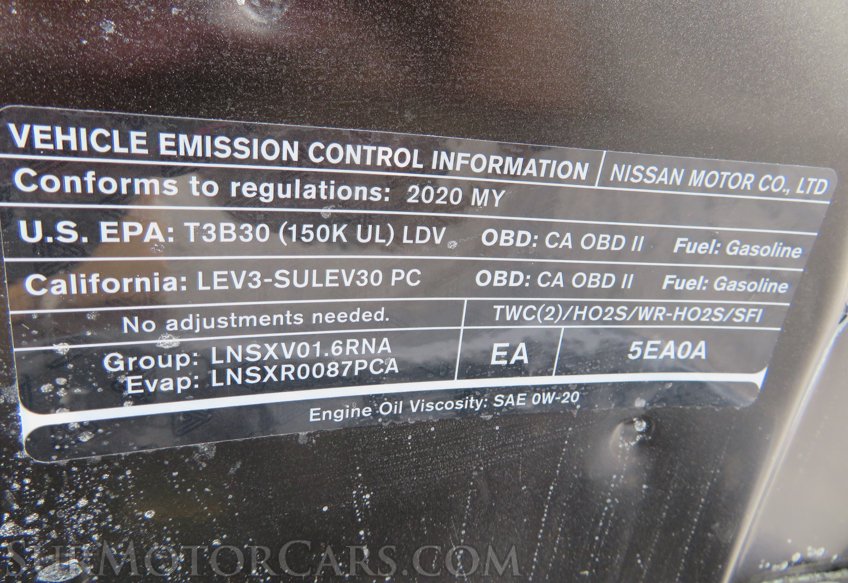 VEHICLE EMISSION CONTROL INFORMATION NISSAN MOTOR CO., LTD
Conforms to regulations: 2020 MY
U.S. EPA: T3B30 (150K UL) LDV OBD: CA OBD II Fuel: Gasoline
California: LEV3-SULEV30 PC OBD: CA OBD II Fuel: Gasoline
No adjustments needed. TWC(2)/HO2S/WR-HO2S/SFI
Group: LNSXV01.6RNA EA 5EA0A
Evap: LNSXR0087PCA
Engine Oil Viscosity: SAE 0W-20
SurMotorCars.com